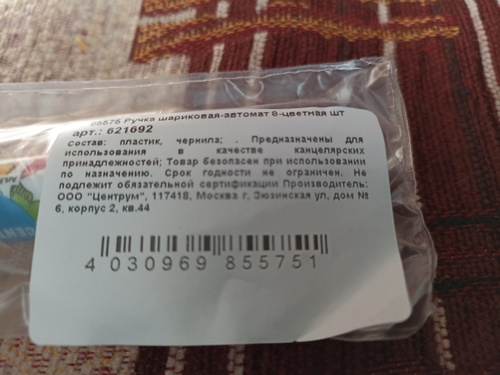 85575 Ручка шариковая-автомат 8-цветная шт
арт.: 621692
Состав: пластик, чернила; . Предназначены для
использования в качестве канцелярских
принадлежностей; Товар безопасен при использовании
по назначению. Срок годности не ограничен. Не
подлежит обязательной сертификации Производитель:
ООО "Центрум", 117418, Москва г, Зюзинская ул, дом №
6, корпус 2, кв.44
4 030969 855751
CEN